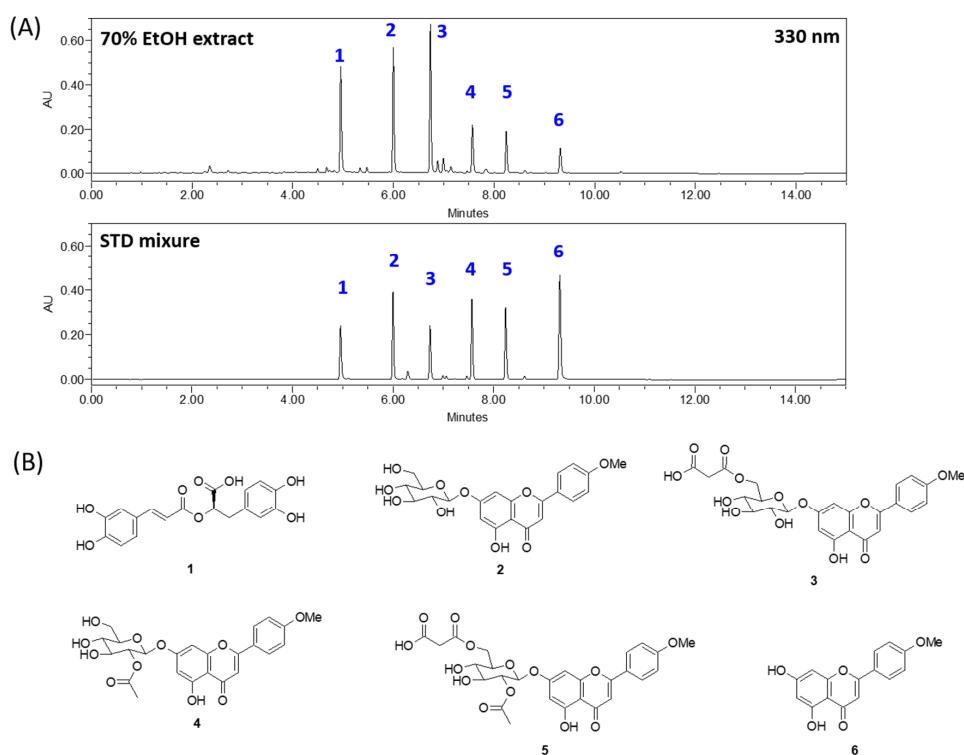 (A)
70% EtOH extract
330 nm
1
2
3
4
5
6
AU
0.60
0.40
0.20
0.00
0.00 2.00 4.00 6.00 8.00 10.00 12.00 14.00
Minutes
STD mixure
1
2
3
4
5
6
AU
0.60
0.40
0.20
0.00
0.00 2.00 4.00 6.00 8.00 10.00 12.00 14.00
Minutes
(B)
HO
HO
O
O
O
OH
OH
OH
1
HO
HO
HO
OH
O
O
O
OMe
OH
O
2
O
O
HO
O
HO
HO
OH
O
O
O
OMe
OH
O
3
HO
HO
HO
O
O
O
O
O
OMe
OH
O
4
O
O
HO
O
HO
HO
O
O
O
O
O
OMe
OH
O
5
HO
O
OMe
OH
O
6